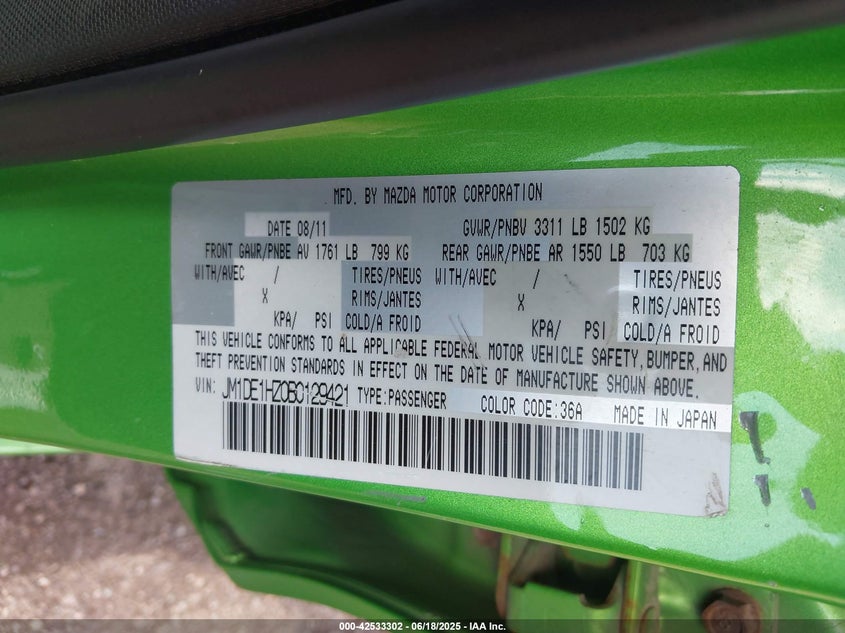 MFD. BY MAZDA MOTOR CORPORATION
DATE 08/11 GVWR/PNBV 3311 LB 1502 KG
FRONT GAWR/PNBE AV 1761 LB 799 KG REAR GAWR/PNBE AR 1550 LB 703 KG
WITH/AVEC / TIRES/PNEUS WITH/AVEC / TIRES/PNEUS
X RIMS/JANTES X RIMS/JANTES
KPA/ PSI COLD/A FROID KPA/ PSI COLD/A FROID
THIS VEHICLE CONFORMS TO ALL APPLICABLE FEDERAL MOTOR VEHICLE SAFETY, BUMPER, AND
THEFT PREVENTION STANDARDS IN EFFECT ON THE DATE OF MANUFACTURE SHOWN ABOVE.
VIN: JM1DE1HZ0B0129421 TYPE:PASSENGER COLOR CODE:36A MADE IN JAPAN
000-42533302 - 06/18/2025 - IAA Inc.